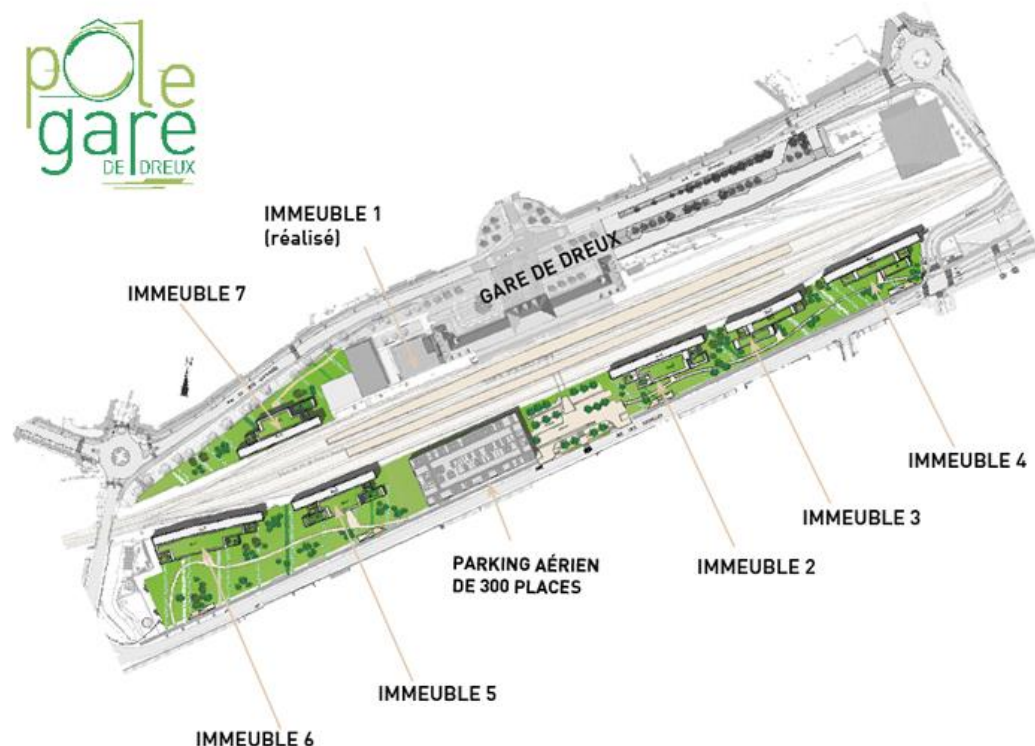 pôle
gare
DE DREUX
IMMEUBLE 1
(réalisé)
GARE DE DREUX
IMMEUBLE 7
N
IMMEUBLE 4
IMMEUBLE 3
IMMEUBLE 2
PARKING AÉRIEN
DE 300 PLACES
IMMEUBLE 5
IMMEUBLE 6